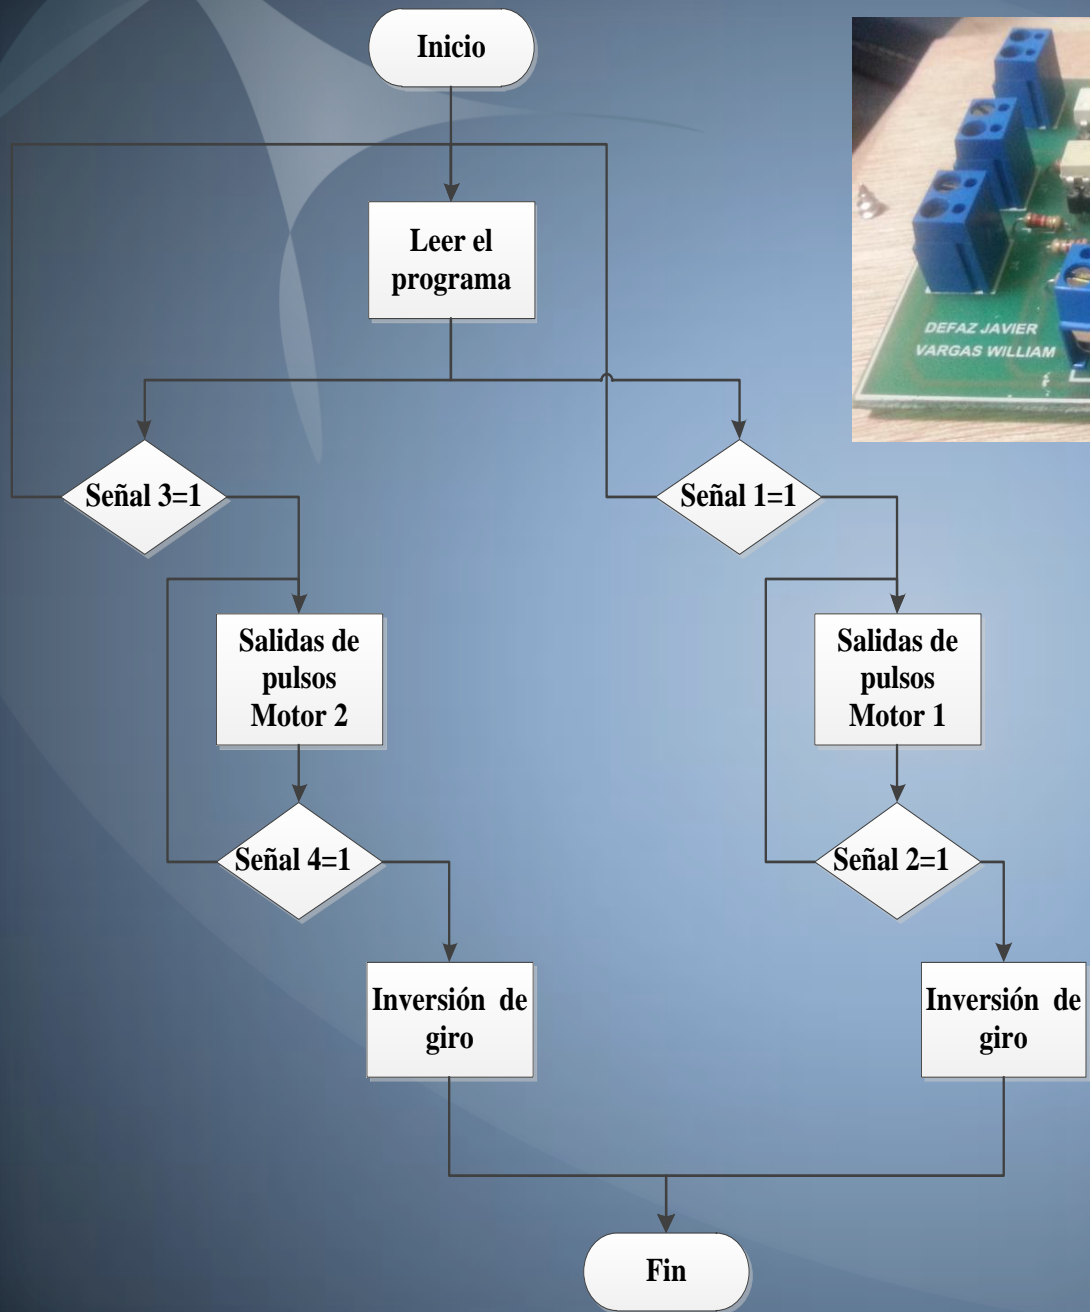 Inicio
Leer el
programa
DEFAZ JAVIER
VARGAS WILLIAM
Señal 3=1
Señal 1=1
Salidas de
pulsos
Motor 2
Salidas de
pulsos
Motor 1
Señal 4=1
Señal 2=1
Inversión de
giro
Inversión de
giro
Fin